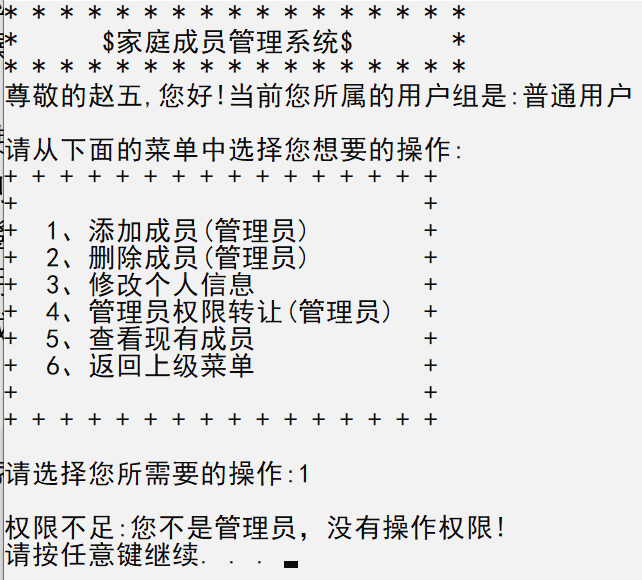 * * * * * * * * * * * * * * * * *
*      $家庭成员管理系统$       *
* * * * * * * * * * * * * * * * *
尊敬的赵五,您好!当前您所属的用户组是:普通用户
请从下面的菜单中选择您想要的操作:
+ + + + + + + + + + + + + + + +
+                             +
+  1、添加成员(管理员)        +
+  2、删除成员(管理员)        +
+  3、修改个人信息            +
+  4、管理员权限转让(管理员)  +
+  5、查看现有成员            +
+  6、返回上级菜单            +
+                             +
+ + + + + + + + + + + + + + + +
请选择您所需要的操作:1
权限不足:您不是管理员，没有操作权限!
请按任意键继续. . .